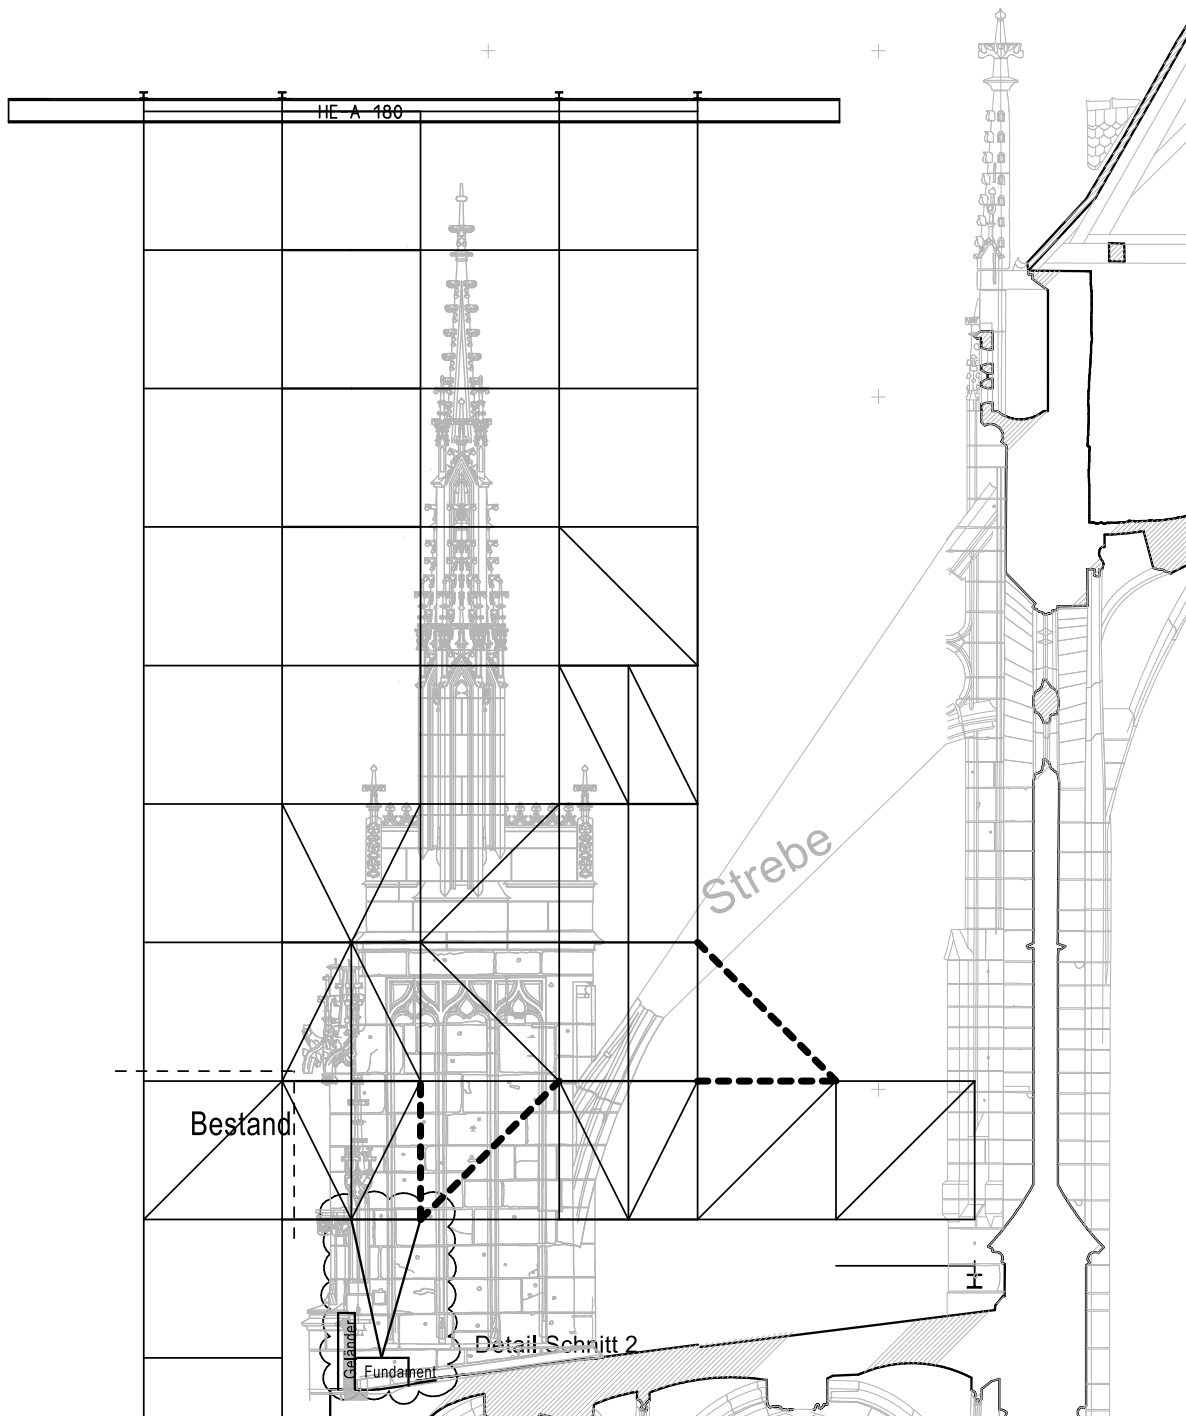 HE-A 180
Strebe
Bestand
Detail Schnitt 2
Geländer
Fundament